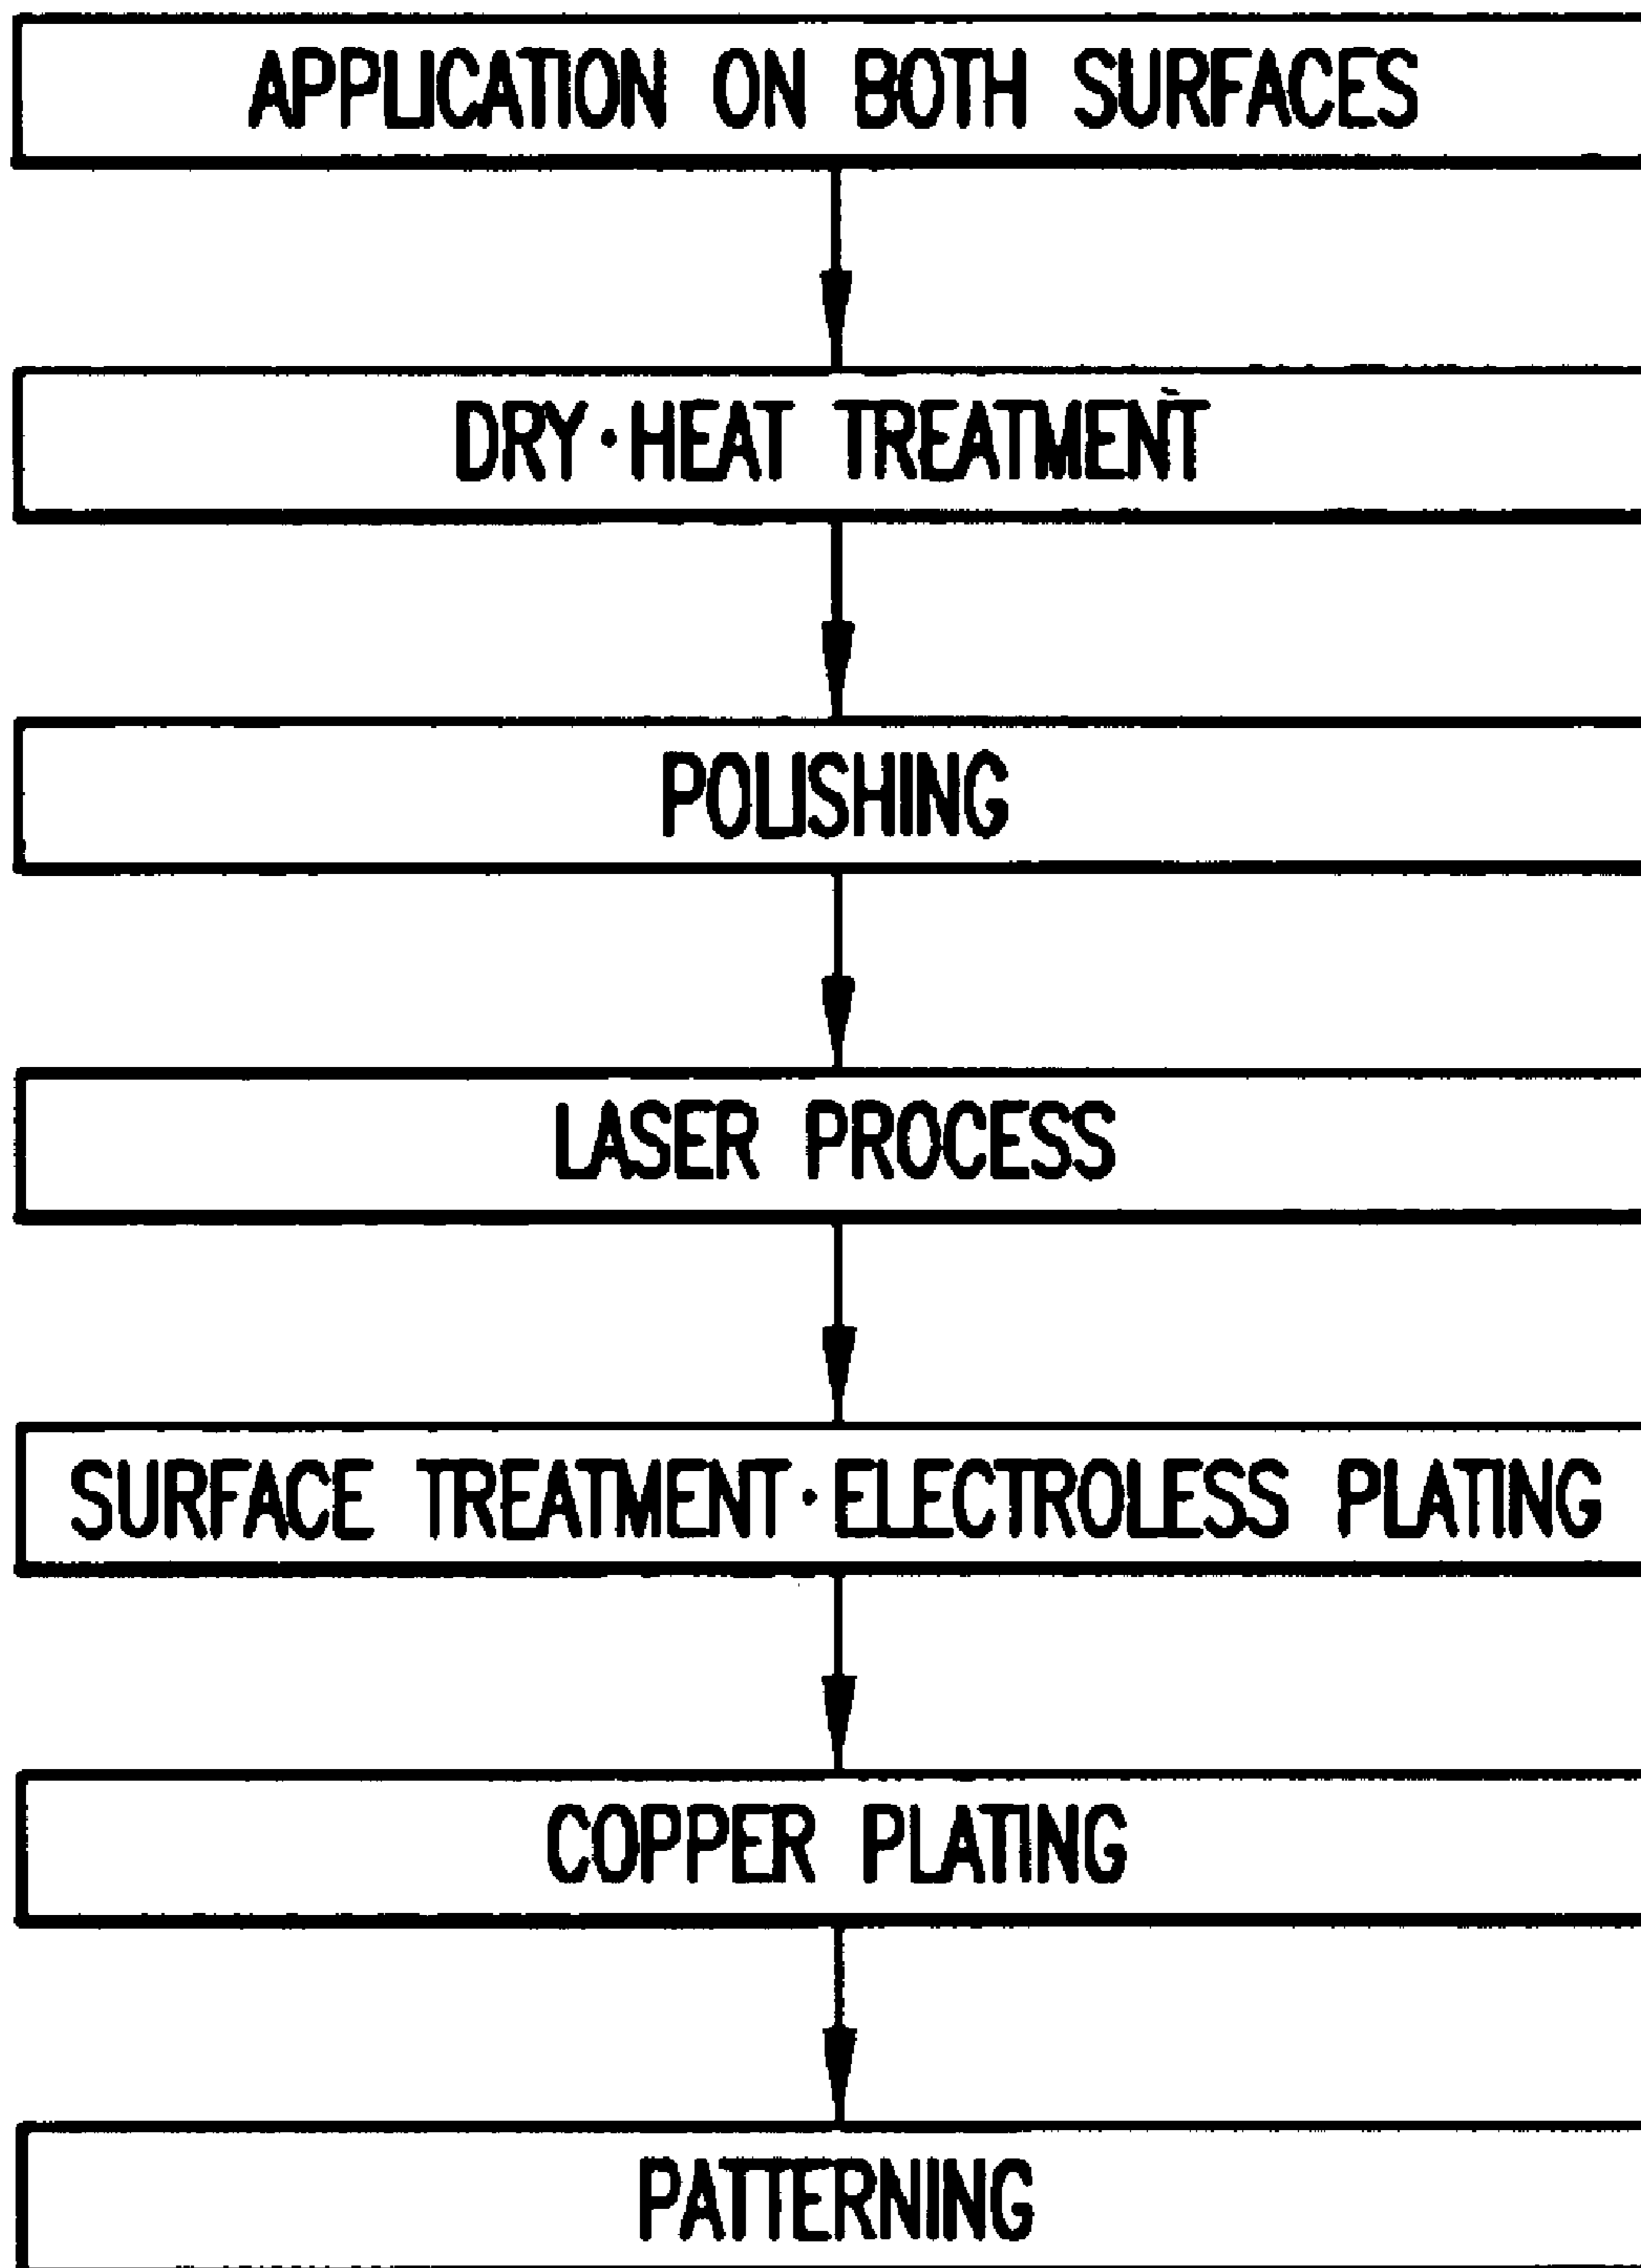 APPLICATION ON BOTH SURFACES
DRY·HEAT TREATMENT
POLISHING
LASER PROCESS
SURFACE TREATMENT·ELECTROLESS PLATING
COPPER PLATING
PATTERNING